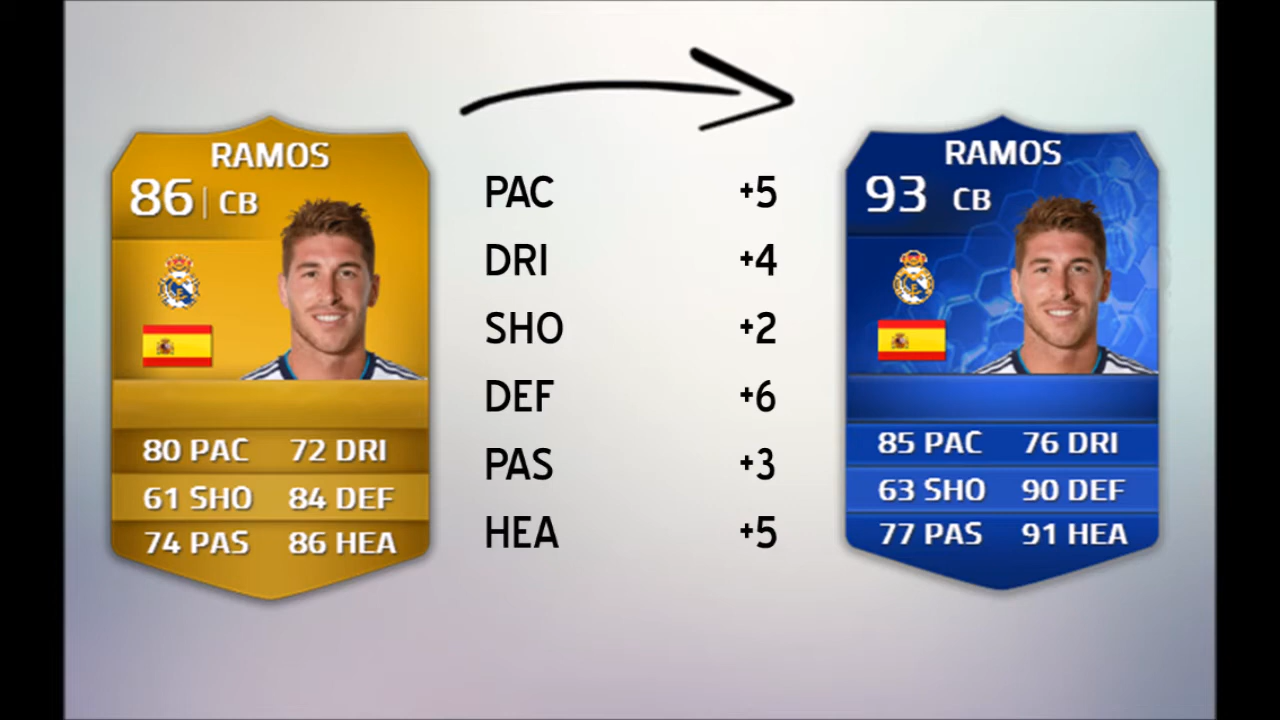 RAMOS
86 | CB
80 PAC 72 DRI
61 SHO 84 DEF
74 PAS 86 HEA
PAC +5
DRI +4
SHO +2
DEF +6
PAS +3
HEA +5
RAMOS
93 CB
85 PAC 76 DRI
63 SHO 90 DEF
77 PAS 91 HEA